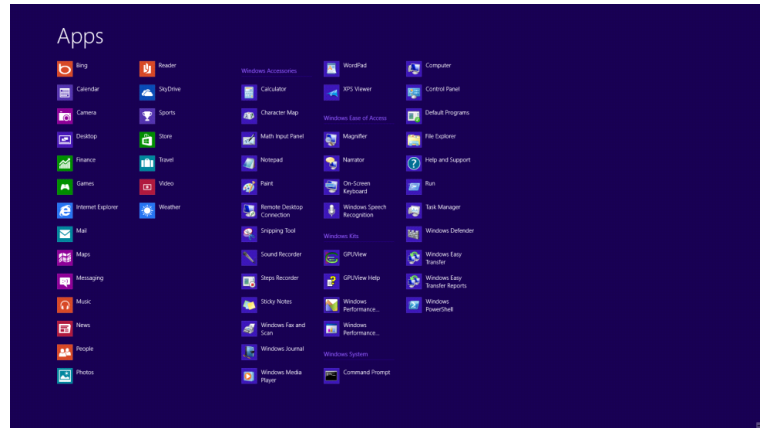 Apps
Bing
Calendar
Camera
Desktop
Finance
Games
Internet Explorer
Mail
Maps
Messaging
Music
News
People
Photos
Reader
SkyDrive
Sports
Store
Travel
Video
Weather
Windows Accessories
Calculator
Character Map
Math Input Panel
Notepad
Paint
Remote Desktop
Connection
Snipping Tool
Sound Recorder
Steps Recorder
Sticky Notes
Windows Fax and
Scan
Windows Journal
Windows Media
Player
WordPad
XPS Viewer
Windows Ease of Access
Magnifier
Narrator
On-Screen
Keyboard
Windows Speech
Recognition
Windows Kits
GPUView
GPUView Help
Windows
Performance...
Windows
Performance...
Windows System
Command Prompt
Computer
Control Panel
Default Programs
File Explorer
Help and Support
Run
Task Manager
Windows Defender
Windows Easy
Transfer
Windows Easy
Transfer Reports
Windows
PowerShell